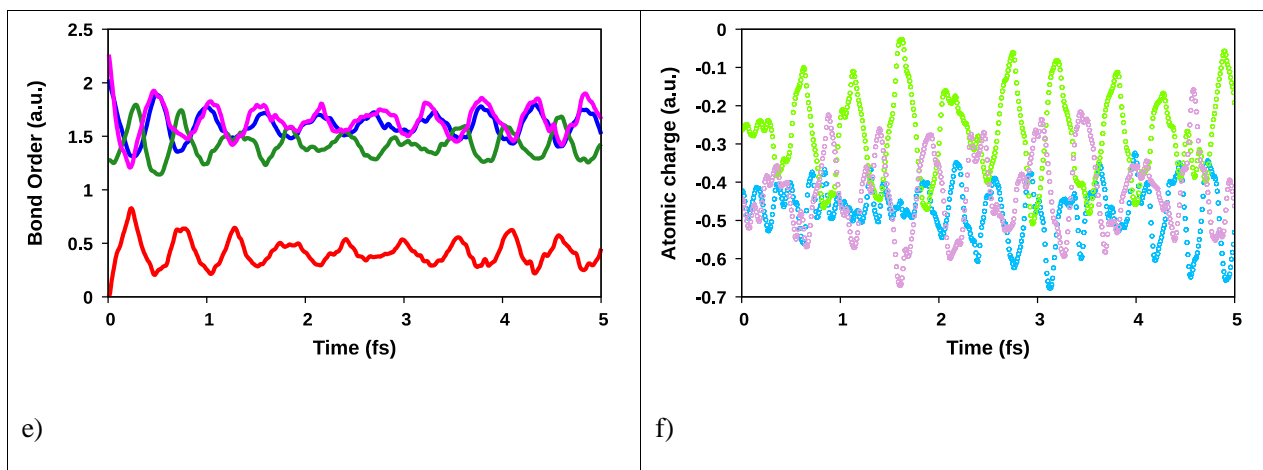 2.5
2
1.5
1
0.5
0
Bond Order (a.u.)
0 1 2 3 4 5
Time (fs)
e)
0
-0.1
-0.2
-0.3
-0.4
-0.5
-0.6
-0.7
Atomic charge (a.u.)
0 1 2 3 4 5
Time (fs)
f)